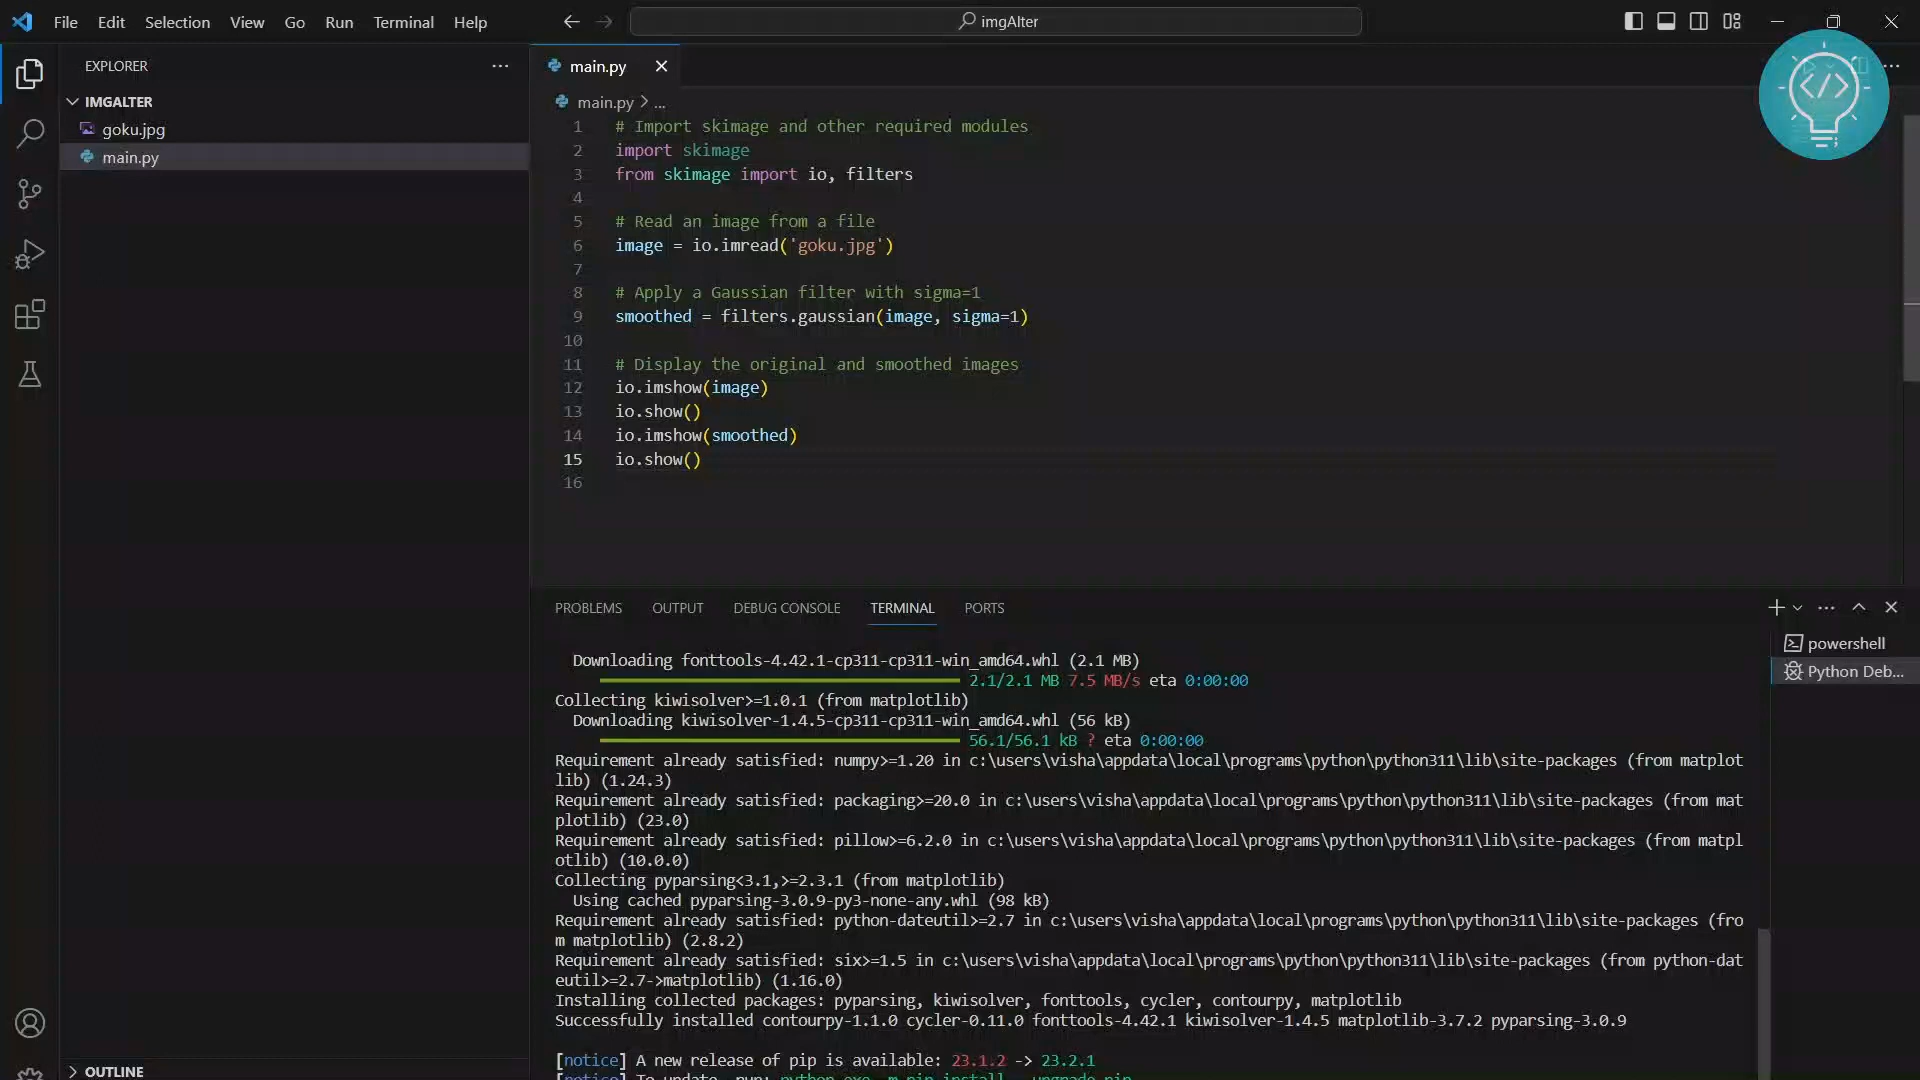 File Edit Selection View Go Run Terminal Help
imgAlter
EXPLORER
IMGALTER
goku.jpg
main.py
OUTLINE
main.py
main.py > ...
1 # Import skimage and other required modules
2 import skimage
3 from skimage import io, filters
4
5 # Read an image from a file
6 image = io.imread('goku.jpg')
7
8 # Apply a Gaussian filter with sigma=1
9 smoothed = filters.gaussian(image, sigma=1)
10
11 # Display the original and smoothed images
12 io.imshow(image)
13 io.show()
14 io.imshow(smoothed)
15 io.show()
16
</>
PROBLEMS OUTPUT DEBUG CONSOLE TERMINAL PORTS
powershell
Python Deb...
Downloading fonttools-4.42.1-cp311-cp311-win_amd64.whl (2.1 MB)
2.1/2.1 MB 7.5 MB/s eta 0:00:00
Collecting kiwisolver>=1.0.1 (from matplotlib)
Downloading kiwisolver-1.4.5-cp311-cp311-win_amd64.whl (56 kB)
56.1/56.1 kB ? eta 0:00:00
Requirement already satisfied: numpy>=1.20 in c:\users\visha\appdata\local\programs\python\python311\lib\site-packages (from matplot
lib) (1.24.3)
Requirement already satisfied: packaging>=20.0 in c:\users\visha\appdata\local\programs\python\python311\lib\site-packages (from mat
plotlib) (23.0)
Requirement already satisfied: pillow>=6.2.0 in c:\users\visha\appdata\local\programs\python\python311\lib\site-packages (from matpl
otlib) (10.0.0)
Collecting pyparsing<3.1,>=2.3.1 (from matplotlib)
Using cached pyparsing-3.0.9-py3-none-any.whl (98 kB)
Requirement already satisfied: python-dateutil>=2.7 in c:\users\visha\appdata\local\programs\python\python311\lib\site-packages (fro
m matplotlib) (2.8.2)
Requirement already satisfied: six>=1.5 in c:\users\visha\appdata\local\programs\python\python311\lib\site-packages (from python-dat
eutil>=2.7->matplotlib) (1.16.0)
Installing collected packages: pyparsing, kiwisolver, fonttools, cycler, contourpy, matplotlib
Successfully installed contourpy-1.1.0 cycler-0.11.0 fonttools-4.42.1 kiwisolver-1.4.5 matplotlib-3.7.2 pyparsing-3.0.9
[notice] A new release of pip is available: 23.1.2 -> 23.2.1
[notice] To update, run: python.exe -m pip install --upgrade pip